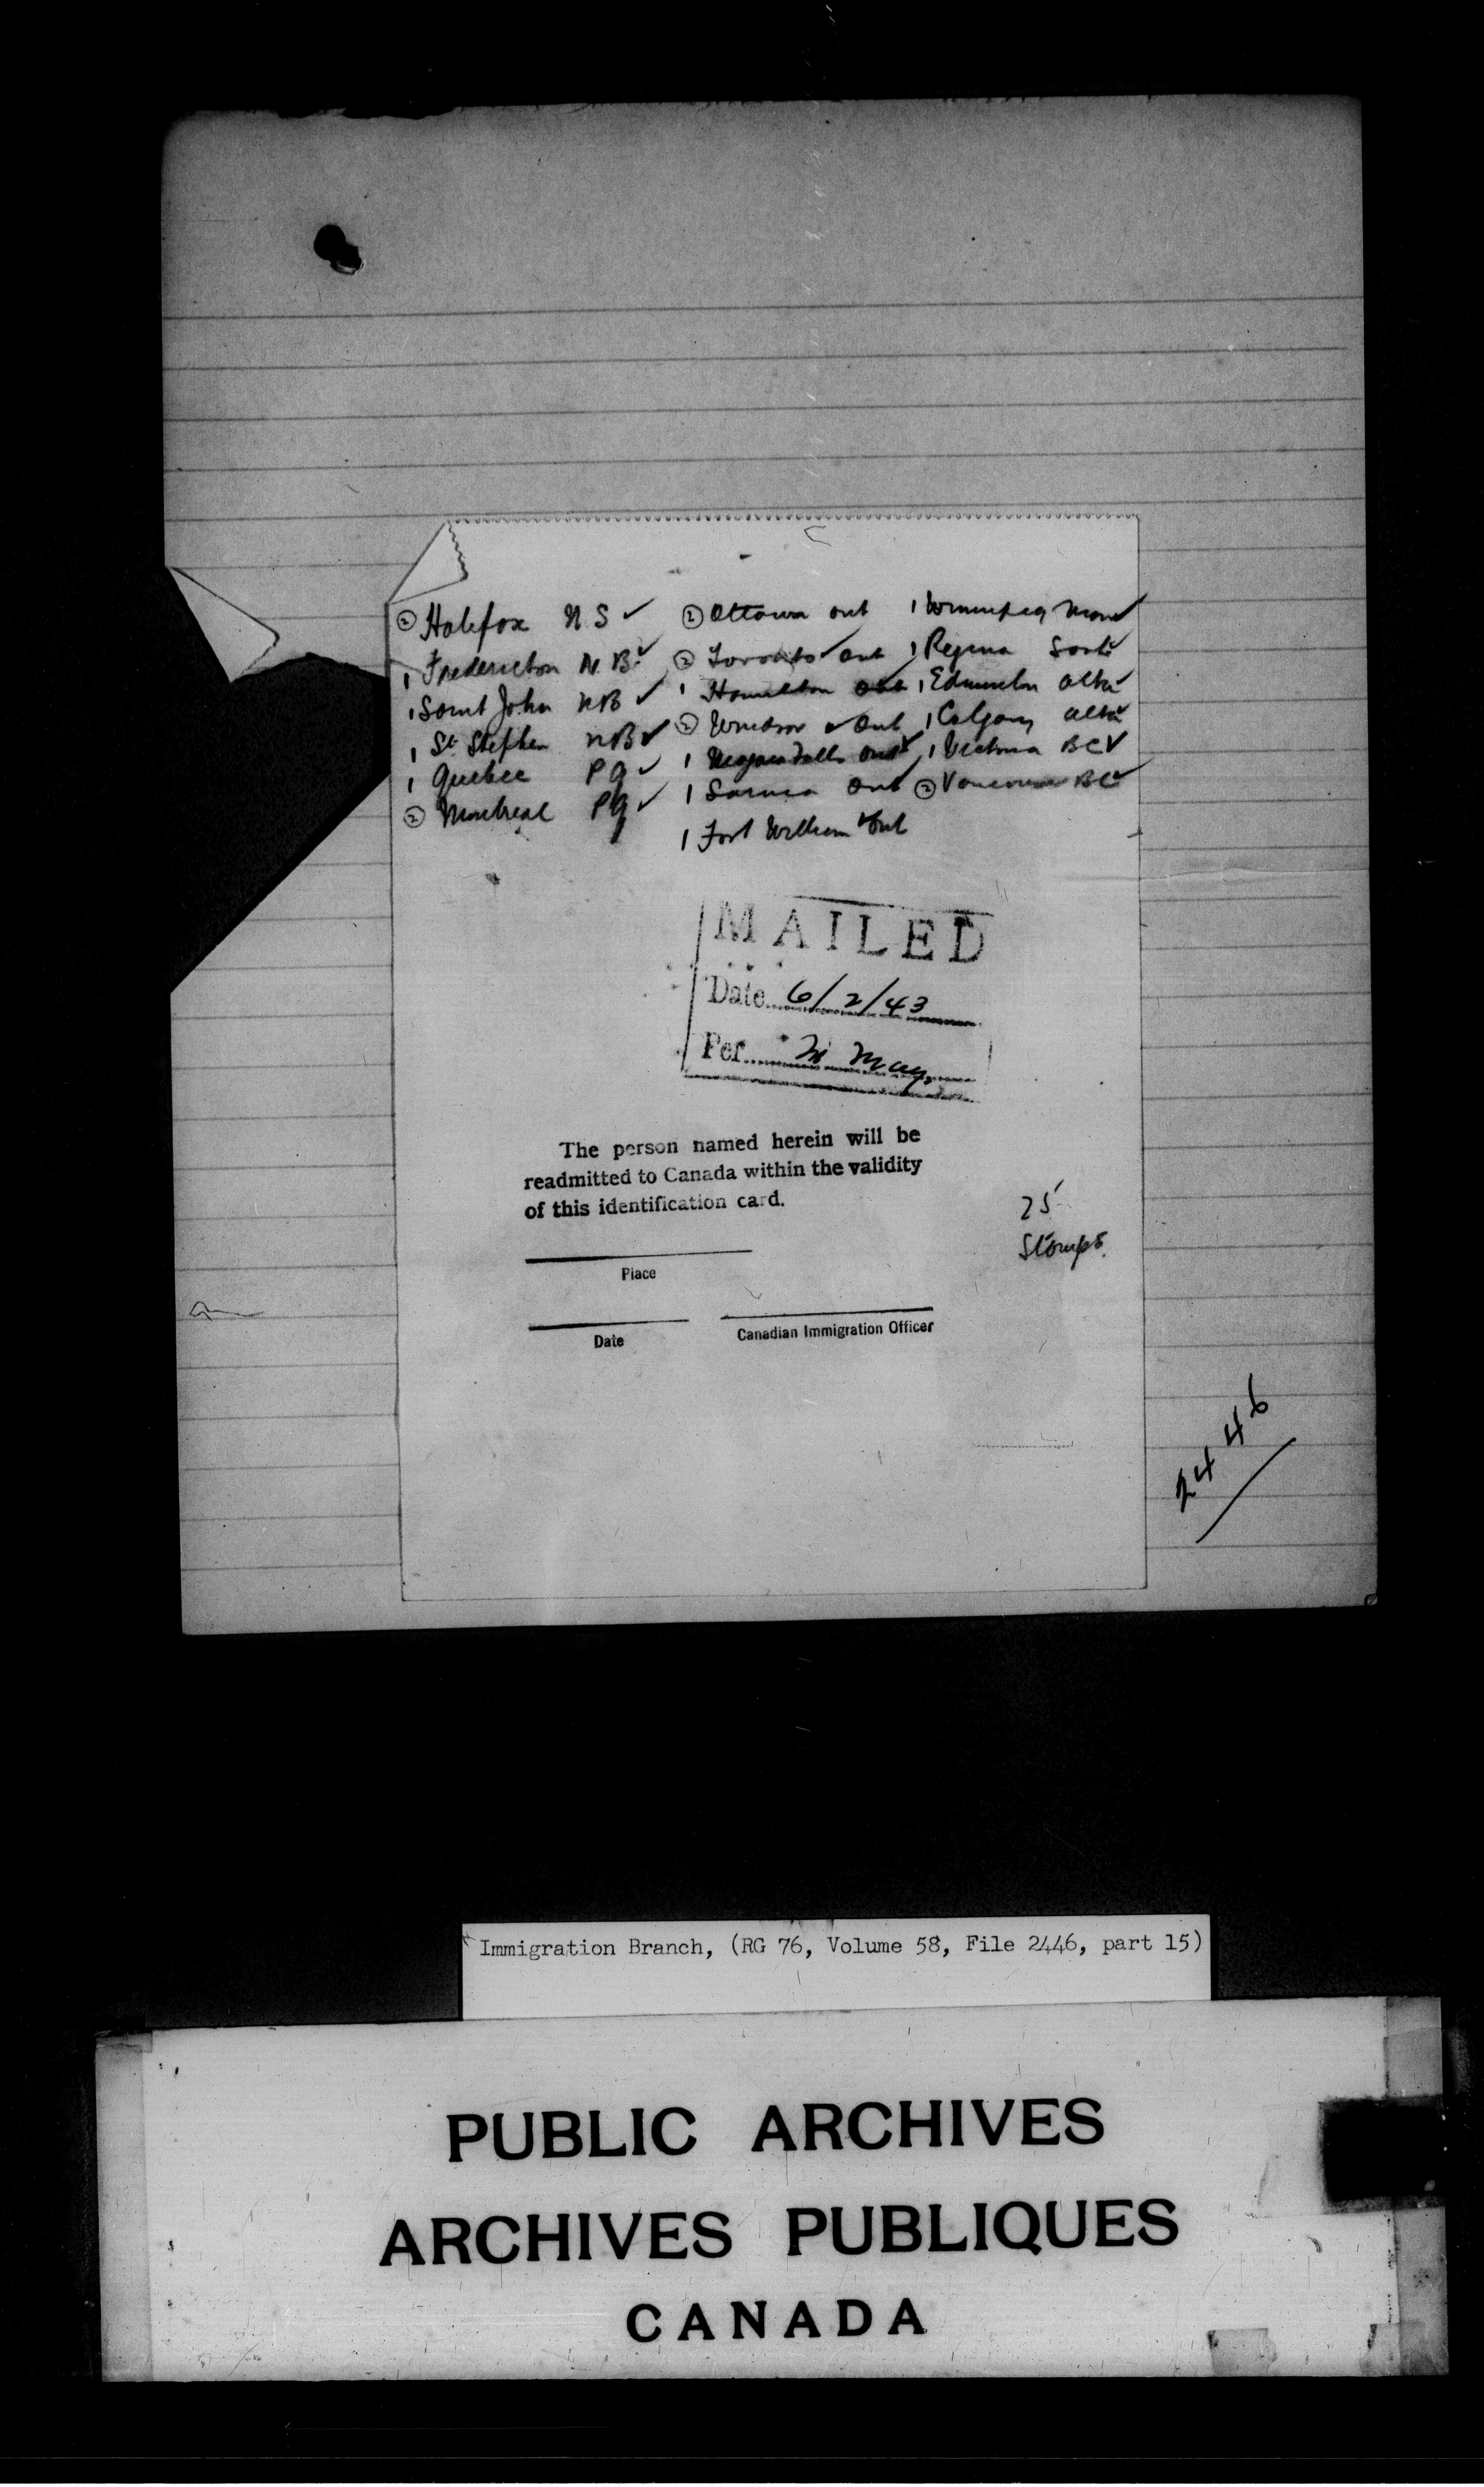 ② Halifax N S ✓
1 Fredericton N B. ✓
1 Saint John N B ✓
1 St Stephen N B ✓
1 Quebec P Q ✓
② Montreal P Q ✓
② Ottawa Ont
② Toronto ✓ Ont
1 Hamilton Ont
② Windsor ✓ Ont
1 Niagara Falls Ont ✓
1 Sarnia Ont ✓
1 Fort William ✓ Ont
1 Winnipeg Man ✓
1 Regina Sask ✓
1 Edmonton Alta ✓
1 Calgary Alta ✓
1 Victoria BC ✓
② Vancouver BC ✓
MAILED
Date 6/2/43
Per May
The person named herein will be
readmitted to Canada within the validity
of this identification card.
25
Stamps.
Place
Date Canadian Immigration Officer
2446
Immigration Branch, (RG 76, Volume 58, File 2446, part 15)
PUBLIC ARCHIVES
ARCHIVES PUBLIQUES
CANADA